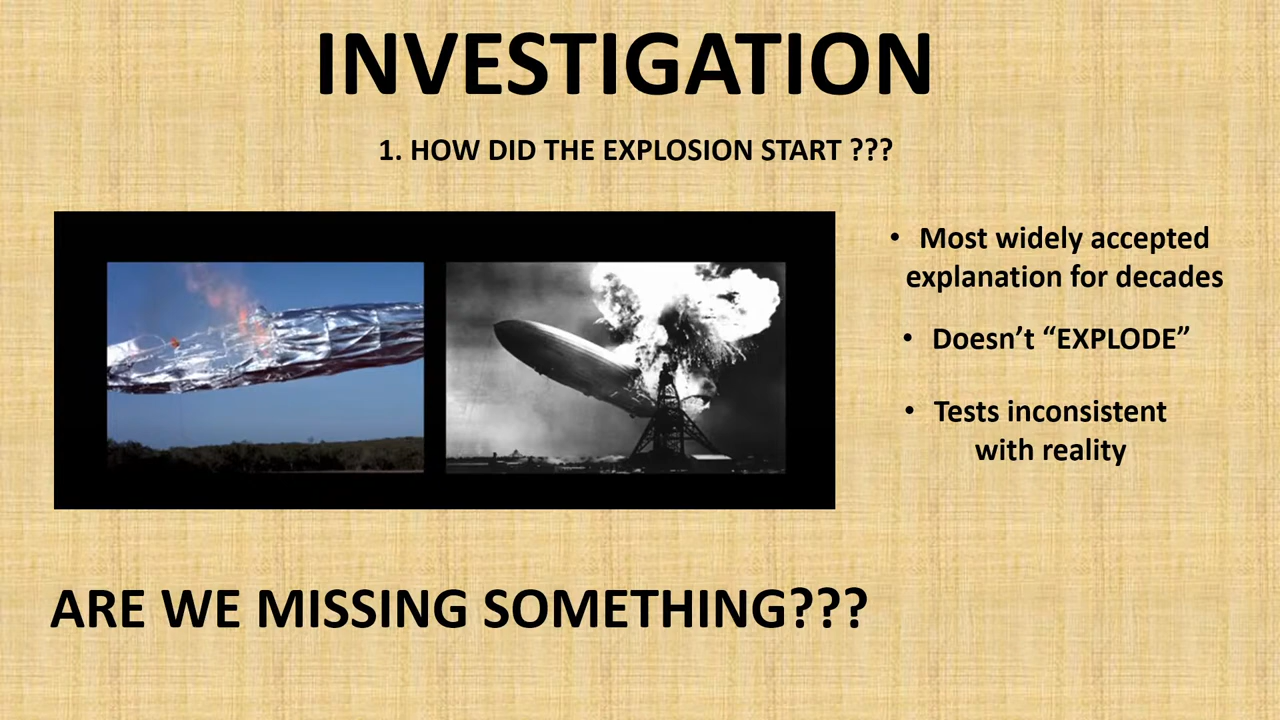 INVESTIGATION
1. HOW DID THE EXPLOSION START ???
• Most widely accepted
explanation for decades
• Doesn’t “EXPLODE”
• Tests inconsistent
with reality
ARE WE MISSING SOMETHING???